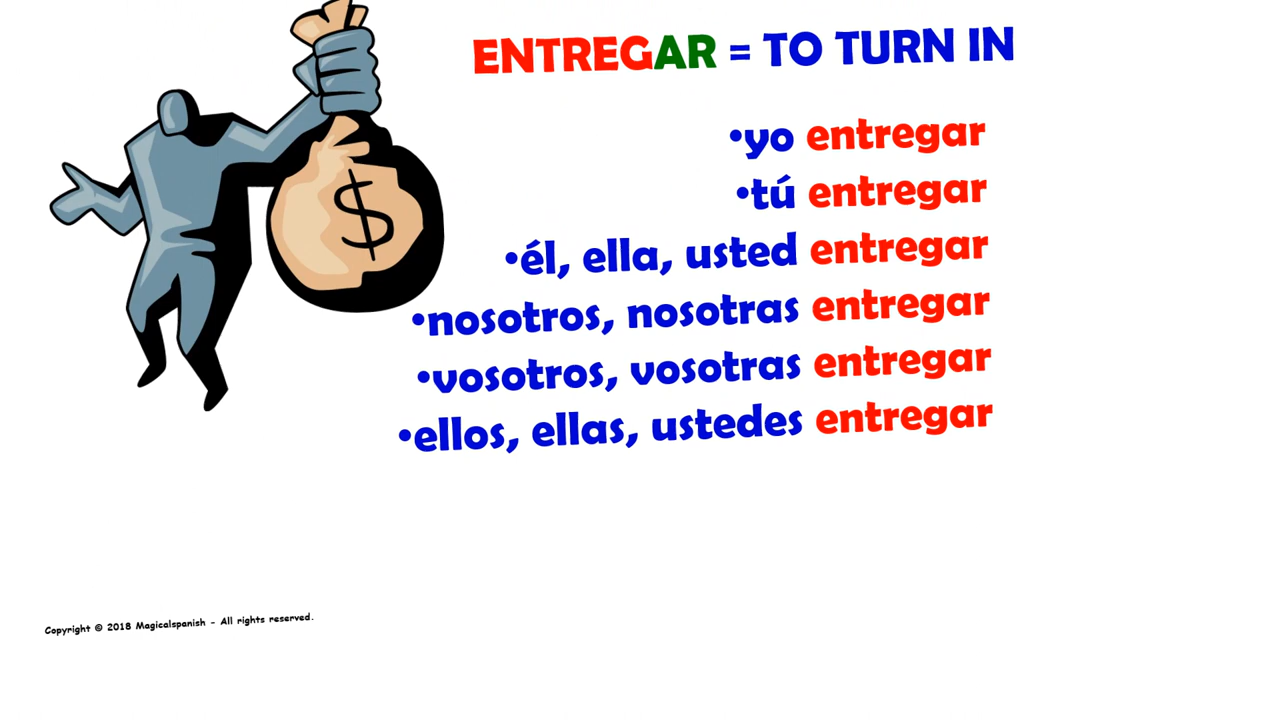 ENTREGAR = TO TURN IN
•yo entregar
•tú entregar
•él, ella, usted entregar
•nosotros, nosotras entregar
•vosotros, vosotras entregar
•ellos, ellas, ustedes entregar
$
Copyright © 2018 Magicalspanish - All rights reserved.